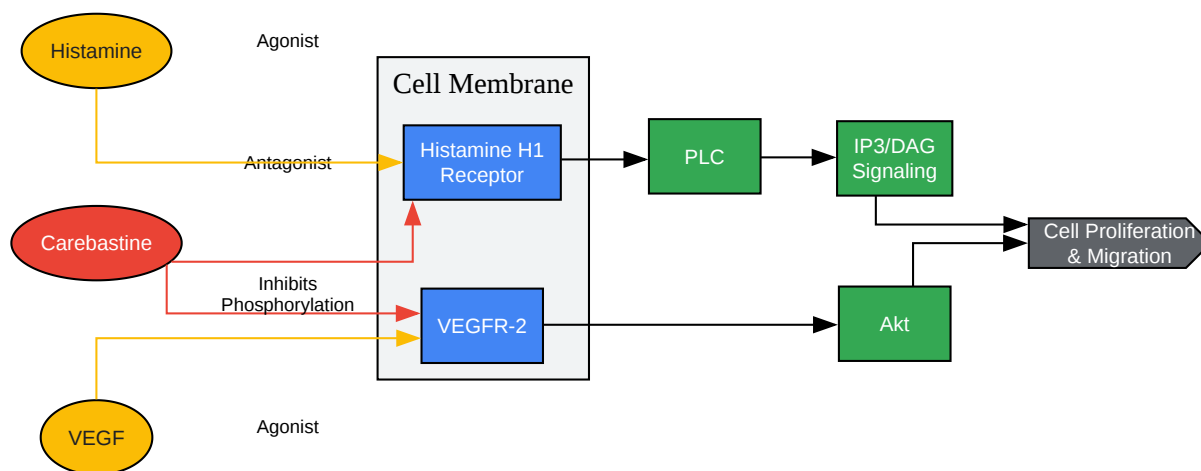 Histamine
Agonist
Cell Membrane
Antagonist
Histamine H1
Receptor
PLC
IP3/DAG
Signaling
Carebastine
Cell Proliferation
& Migration
Inhibits
Phosphorylation
VEGFR-2
Akt
VEGF
Agonist